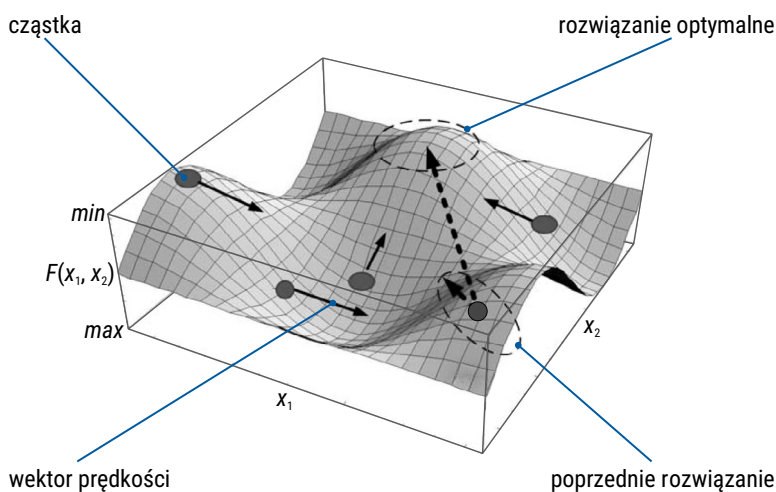 cząstka
rozwiązanie optymalne
min
F(x₁, x₂)
max
x₁
x₂
wektor prędkości
poprzednie rozwiązanie